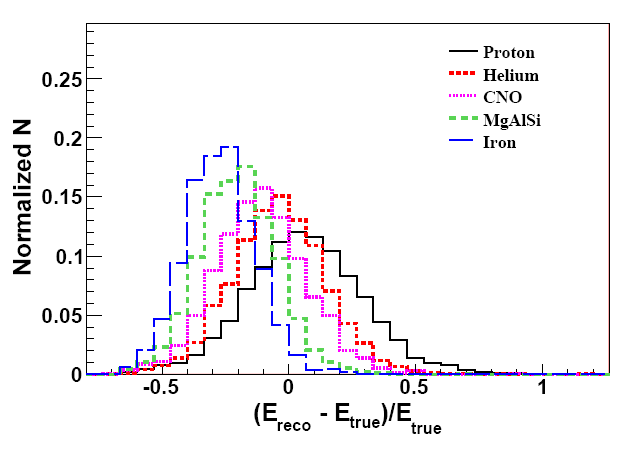 Normalized N
0.25
0.2
0.15
0.1
0.05
0
Proton
Helium
CNO
MgAlSi
Iron
-0.5 0 0.5 1
(E_reco - E_true)/E_true